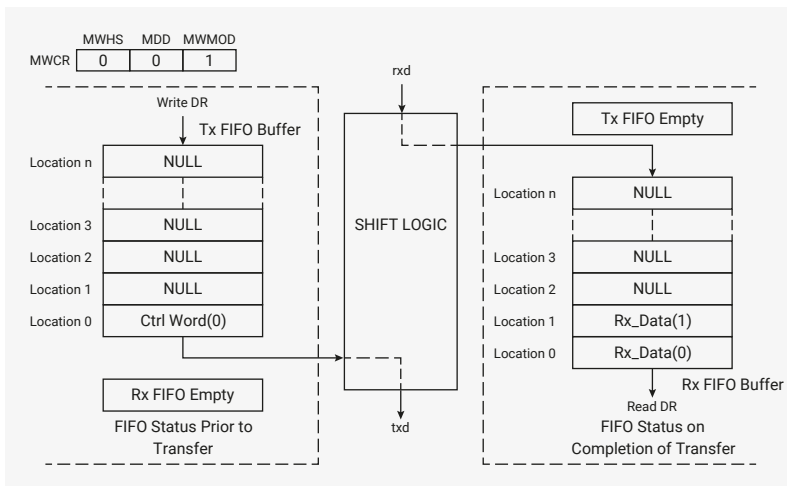 MWHS MDD MWMOD
MWCR 0 0 1
Write DR
Tx FIFO Buffer
Location n NULL
Location 3 NULL
Location 2 NULL
Location 1 NULL
Location 0 Ctrl Word(0)
Rx FIFO Empty
FIFO Status Prior to
Transfer
rxd
SHIFT LOGIC
txd
Tx FIFO Empty
Location n NULL
Location 3 NULL
Location 2 NULL
Location 1 Rx_Data(1)
Location 0 Rx_Data(0)
Rx FIFO Buffer
Read DR
FIFO Status on
Completion of Transfer